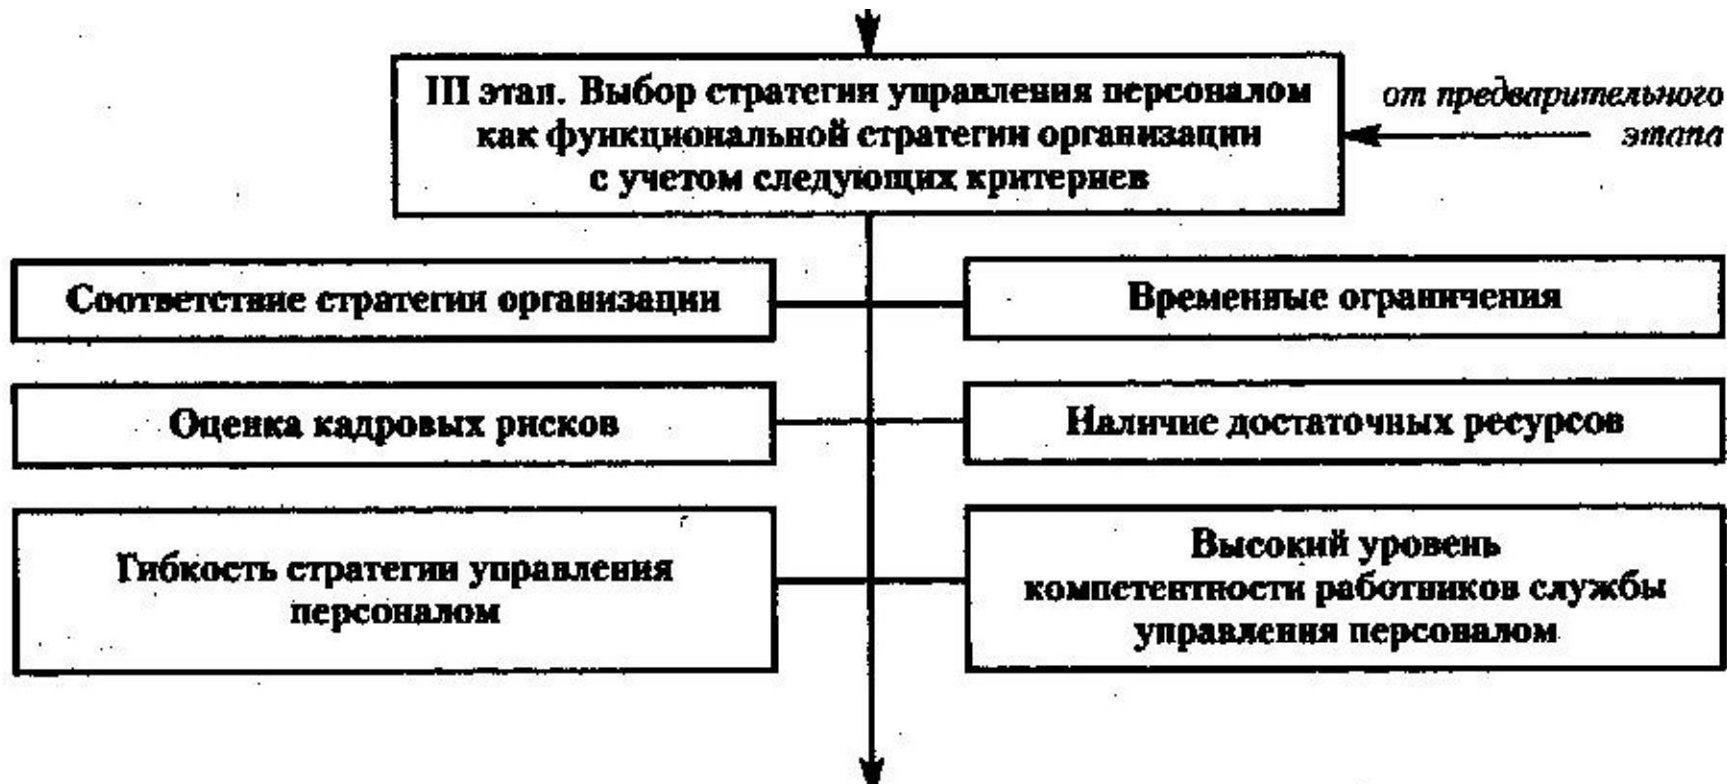 III этап. Выбор стратегии управления персоналом
как функциональной стратегии организации
с учетом следующих критериев
от предварительного
этапа
Соответствие стратегии организации
Временные ограничения
Оценка кадровых рисков
Наличие достаточных ресурсов
Гибкость стратегии управления
персоналом
Высокий уровень
компетентности работников службы
управления персоналом